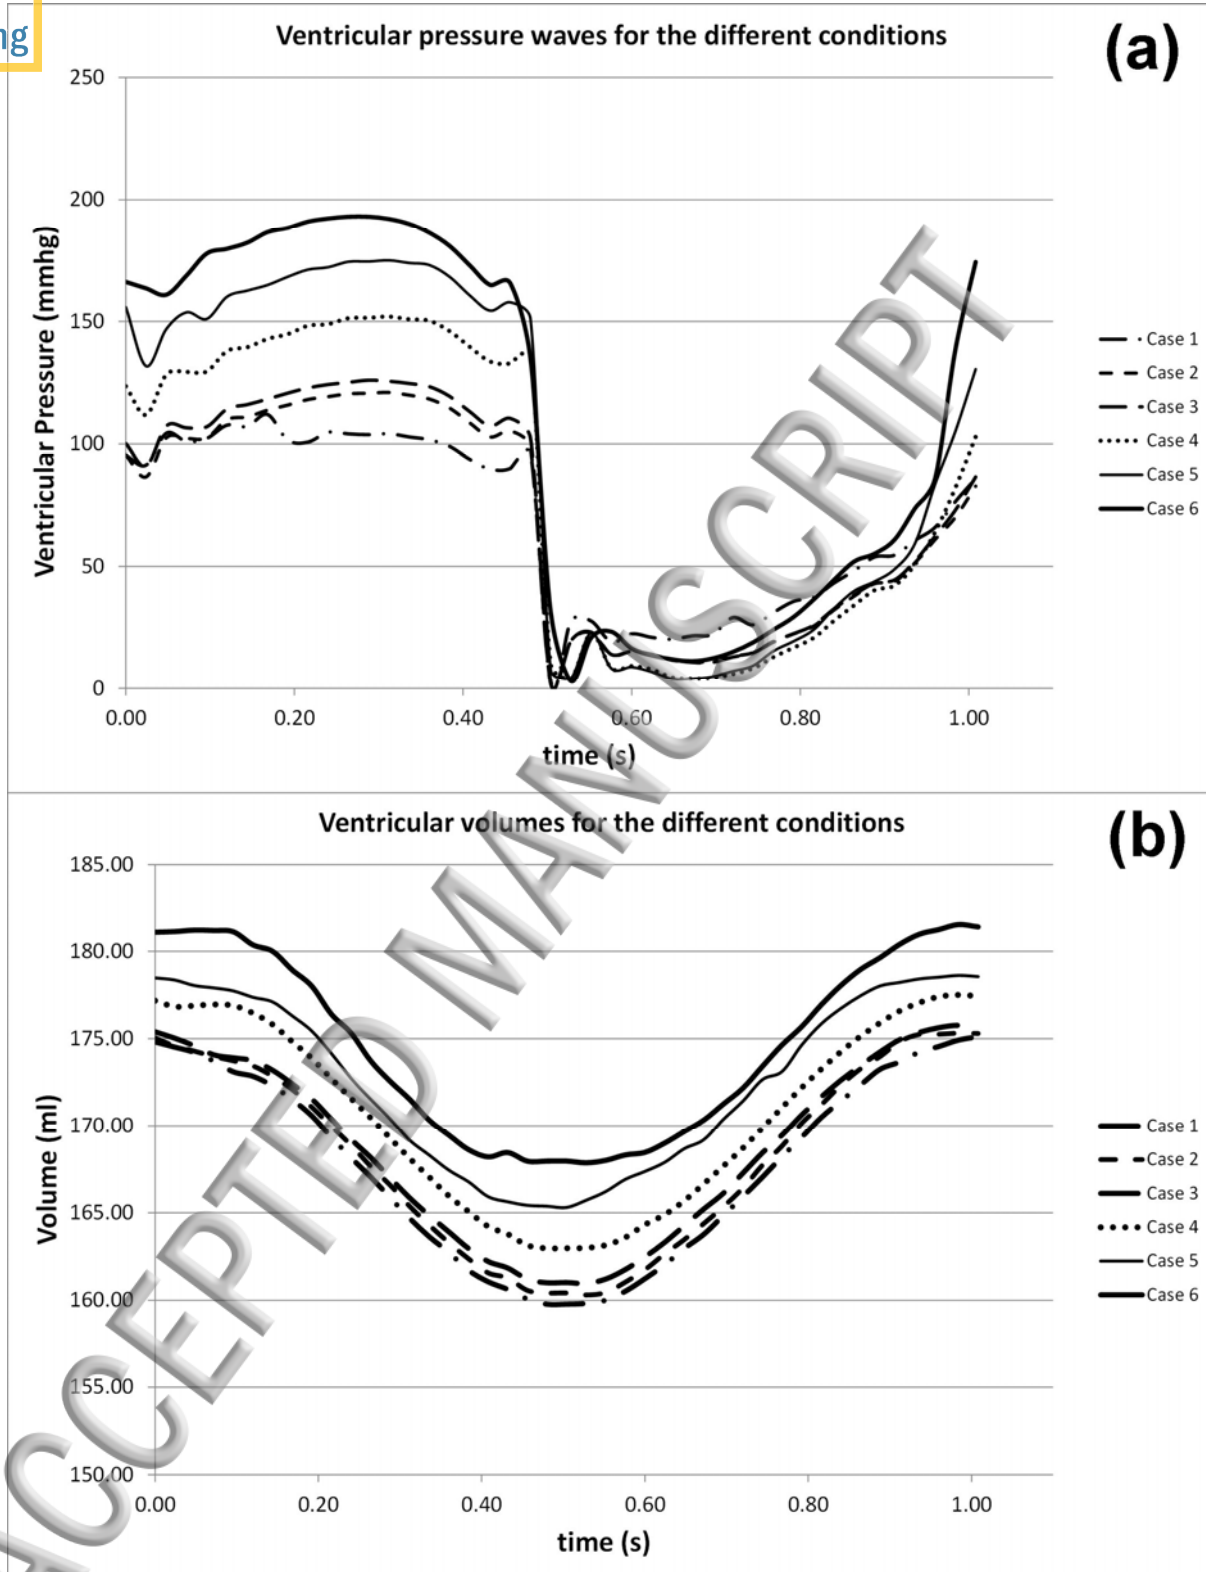 ng
Ventricular pressure waves for the different conditions
(a)
250
200
150
100
50
0
Ventricular Pressure (mmhg)
0.00 0.20 0.40 0.60 0.80 1.00
time (s)
Case 1
Case 2
Case 3
Case 4
Case 5
Case 6
Ventricular volumes for the different conditions
(b)
185.00
180.00
175.00
170.00
165.00
160.00
155.00
150.00
Volume (ml)
0.00 0.20 0.40 0.60 0.80 1.00
time (s)
Case 1
Case 2
Case 3
Case 4
Case 5
Case 6
ACCEPTED MANUSCRIPT